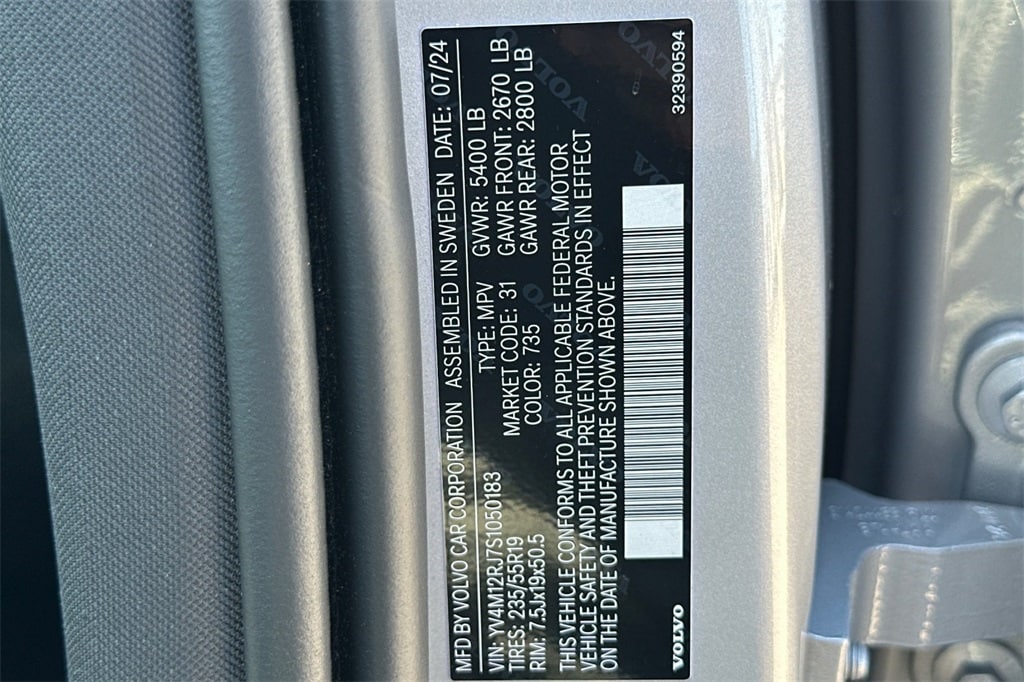 MFD BY VOLVO CAR CORPORATION ASSEMBLED IN SWEDEN DATE: 07/24
VIN: YV4M12RJ7S1050183 TYPE: MPV GVWR: 5400 LB
TIRES: 235/55R19 MARKET CODE: 31 GAWR FRONT: 2670 LB
RIM: 7.5Jx19x50.5 COLOR: 735 GAWR REAR: 2800 LB
THIS VEHICLE CONFORMS TO ALL APPLICABLE FEDERAL MOTOR
VEHICLE SAFETY AND THEFT PREVENTION STANDARDS IN EFFECT
ON THE DATE OF MANUFACTURE SHOWN ABOVE.
VOLVO 32390594